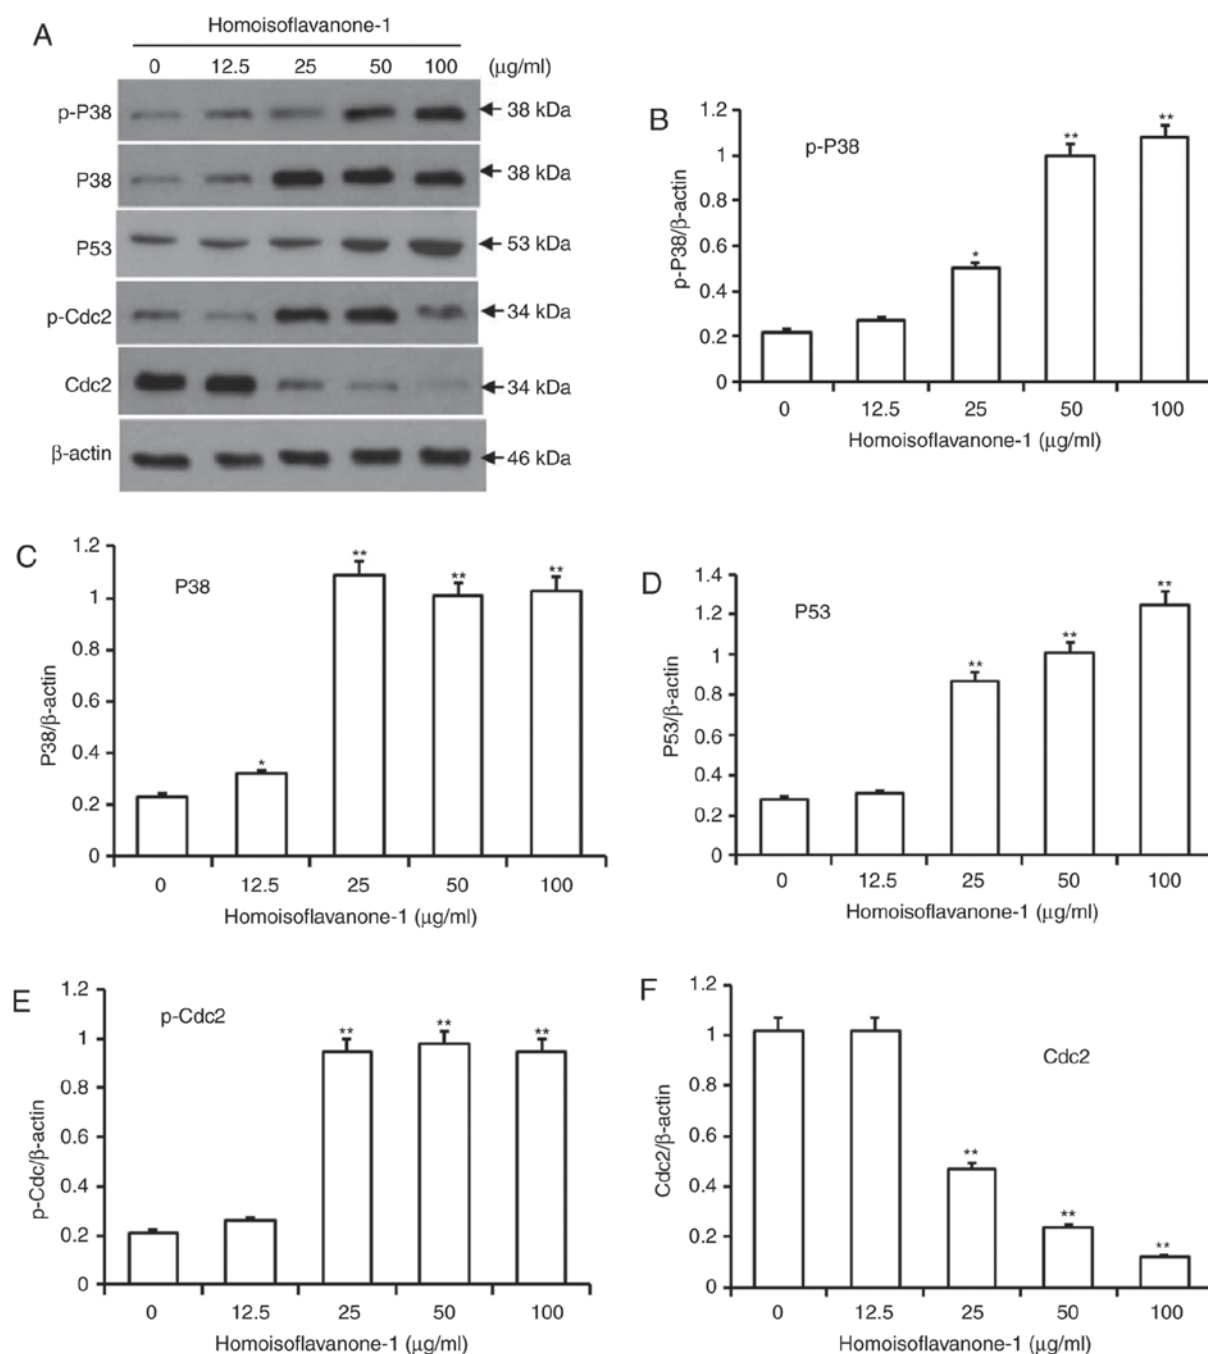 A
Homoisoflavanone-1
0 12.5 25 50 100 (μg/ml)
p-P38 38 kDa
P38 38 kDa
P53 53 kDa
p-Cdc2 34 kDa
Cdc2 34 kDa
β-actin 46 kDa
B
p-P38
p-P38/β-actin
1.2
1
0.8
0.6
0.4
0.2
0
* ** **
0 12.5 25 50 100
Homoisoflavanone-1 (μg/ml)
C
P38
P38/β-actin
1.2
1
0.8
0.6
0.4
0.2
0
* ** ** **
0 12.5 25 50 100
Homoisoflavanone-1 (μg/ml)
D
P53
P53/β-actin
1.4
1.2
1
0.8
0.6
0.4
0.2
0
** ** **
0 12.5 25 50 100
Homoisoflavanone-1 (μg/ml)
E
p-Cdc2
p-Cdc/β-actin
1.2
1
0.8
0.6
0.4
0.2
0
** ** **
0 12.5 25 50 100
Homoisoflavanone-1 (μg/ml)
F
Cdc2
Cdc2/β-actin
1.2
1
0.8
0.6
0.4
0.2
0
** ** **
0 12.5 25 50 100
Homoisoflavanone-1 (μg/ml)